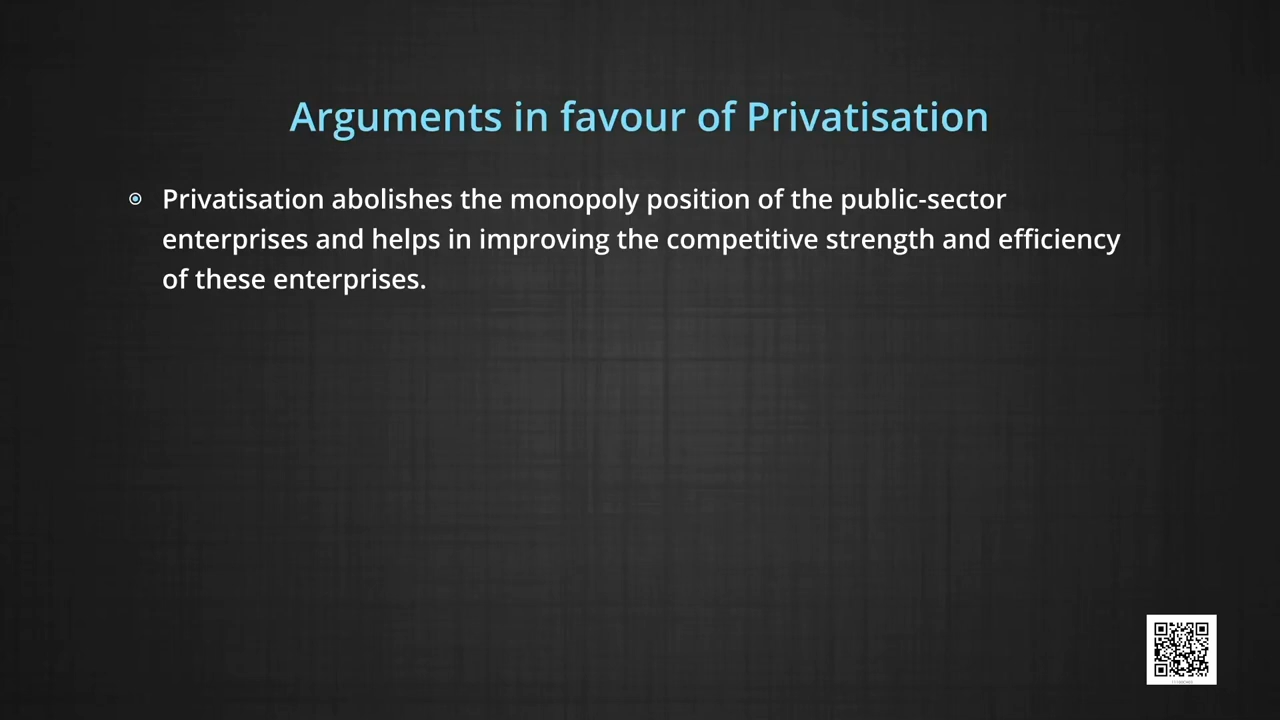 Arguments in favour of Privatisation
Privatisation abolishes the monopoly position of the public-sector
enterprises and helps in improving the competitive strength and efficiency
of these enterprises.